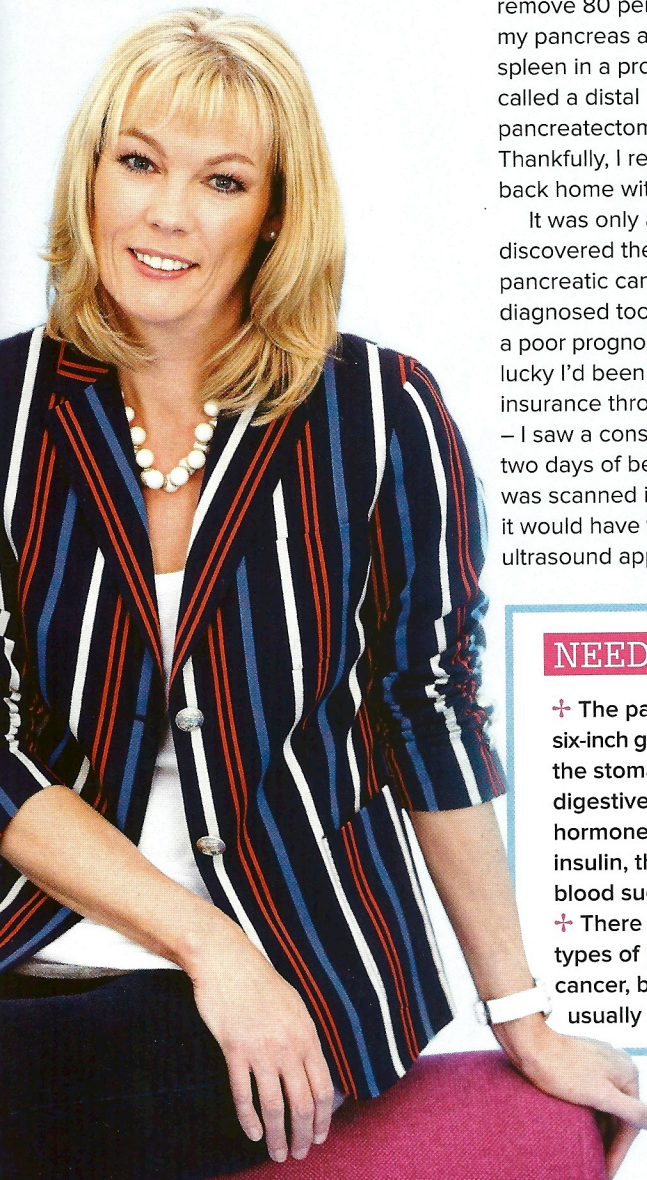 remove 80 per
my pancreas a
spleen in a pro
called a distal
pancreatectom
Thankfully, I re
back home wit
It was only a
discovered the
pancreatic can
diagnosed too
a poor progno
lucky I'd been
insurance thro
– I saw a cons
two days of be
was scanned i
it would have
ultrasound app
NEED
The pa
six-inch g
the stoma
digestive
hormone
insulin, th
blood sug
There
types of
cancer, b
usually